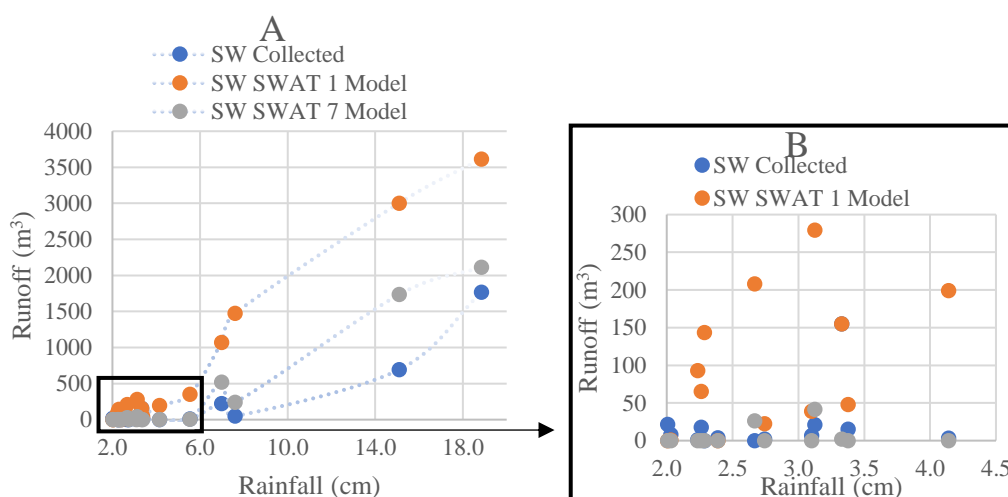 A
SW Collected
SW SWAT 1 Model
SW SWAT 7 Model
4000
3500
3000
2500
2000
1500
1000
500
0
Runoff (m³)
2.0 6.0 10.0 14.0 18.0
Rainfall (cm)
B
SW Collected
SW SWAT 1 Model
300
250
200
150
100
50
0
Runoff (m³)
2.0 2.5 3.0 3.5 4.0 4.5
Rainfall (cm)